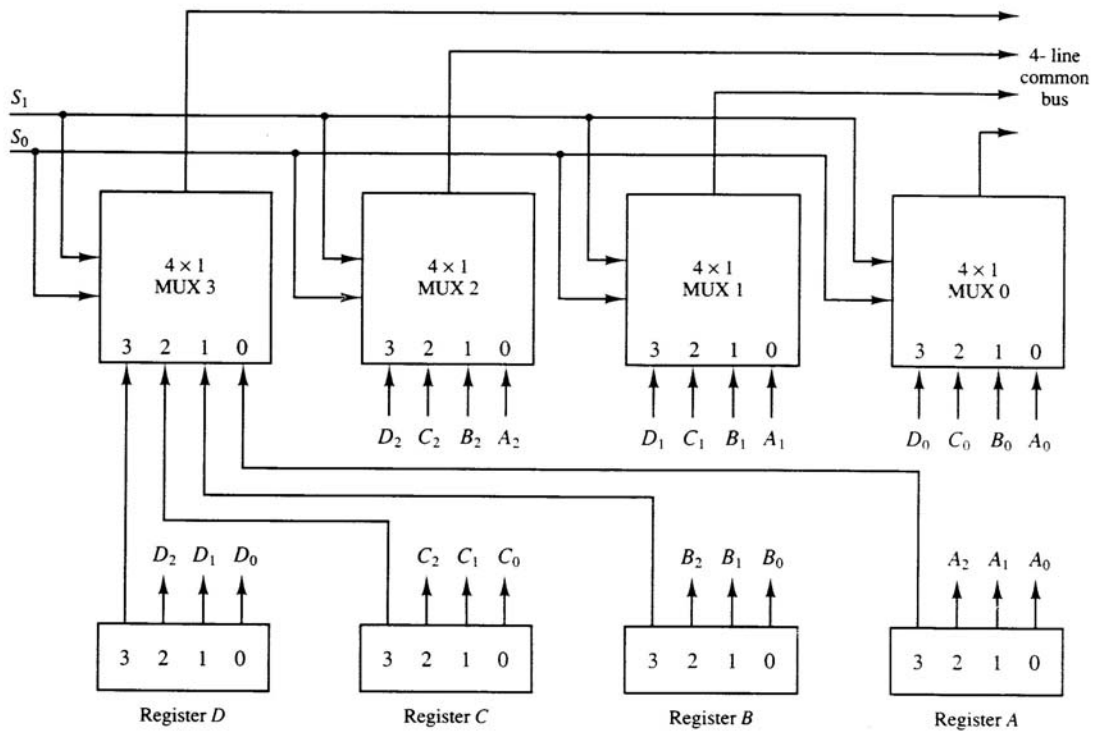 4- line
common
bus
S₁
S₀
4 × 1
MUX 3
3 2 1 0
4 × 1
MUX 2
3 2 1 0
4 × 1
MUX 1
3 2 1 0
4 × 1
MUX 0
3 2 1 0
D₂ C₂ B₂ A₂
D₁ C₁ B₁ A₁
D₀ C₀ B₀ A₀
D₂ D₁ D₀
C₂ C₁ C₀
B₂ B₁ B₀
A₂ A₁ A₀
3 2 1 0
3 2 1 0
3 2 1 0
3 2 1 0
Register D
Register C
Register B
Register A